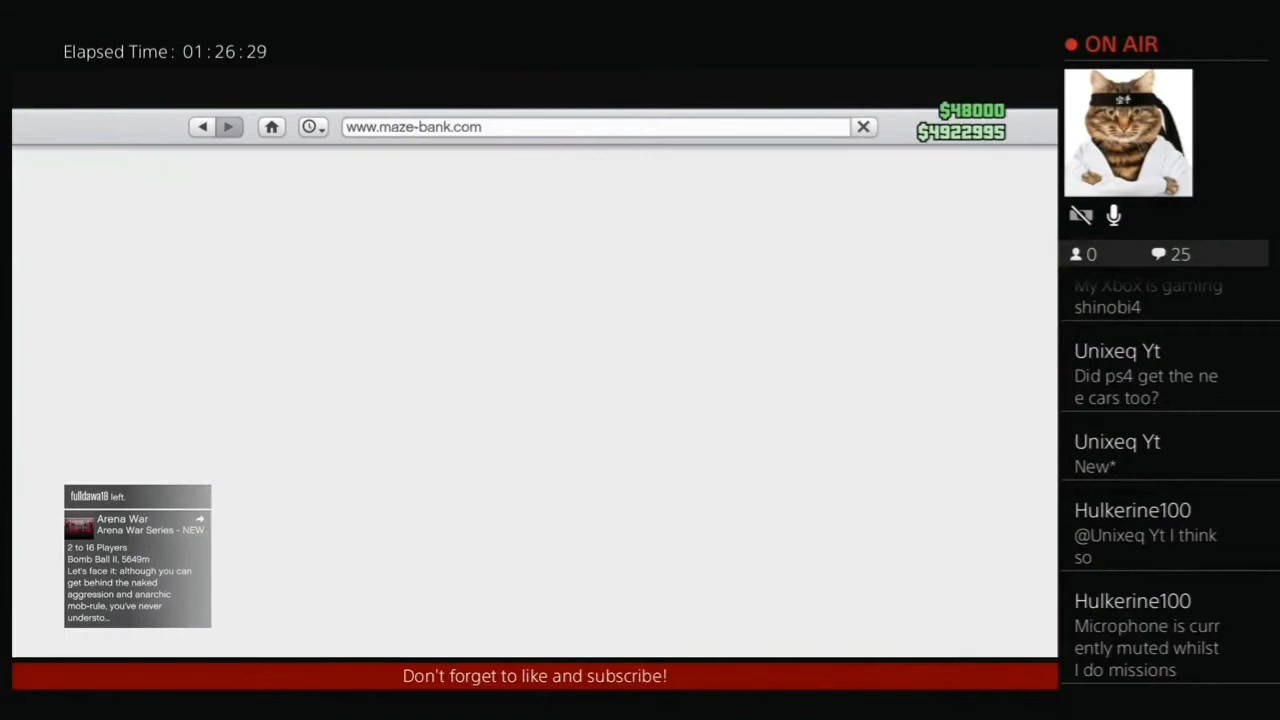 Elapsed Time: 01:26:29
ON AIR
www.maze-bank.com
$48000
$4922995
空手
0
25
My Xbox is gaming
shinobi4
Unixeq Yt
Did ps4 get the ne
e cars too?
Unixeq Yt
New*
Hulkerine100
@Unixeq Yt I think
so
Hulkerine100
Microphone is curr
ently muted whilst
I do missions
fulldawa18 left.
Arena War
Arena War Series - NEW
2 to 16 Players
Bomb Ball II, 5649m
Let's face it: although you can
get behind the naked
aggression and anarchic
mob-rule, you've never
understo...
Don't forget to like and subscribe!